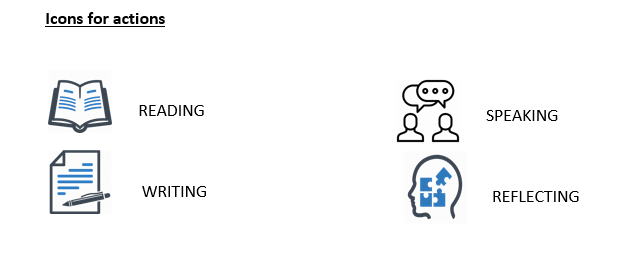 Icons for actions
READING
SPEAKING
WRITING
REFLECTING